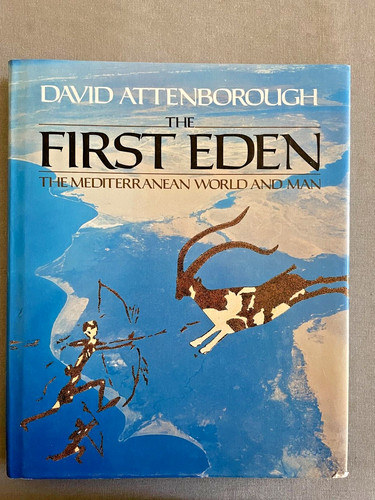 DAVID ATTENBOROUGH
THE
FIRST EDEN
THE MEDITERRANEAN WORLD AND MAN